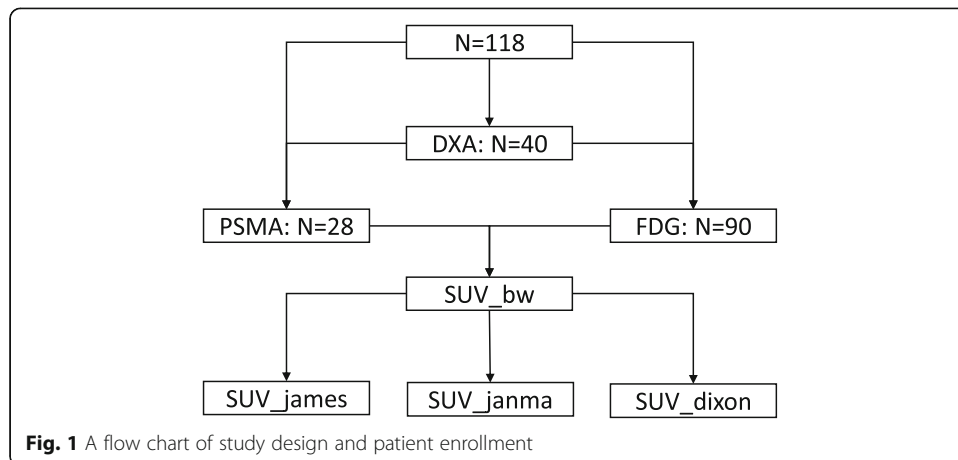 N=118
DXA: N=40
PSMA: N=28
FDG: N=90
SUV_bw
SUV_james
SUV_janma
SUV_dixon
Fig. 1 A flow chart of study design and patient enrollment